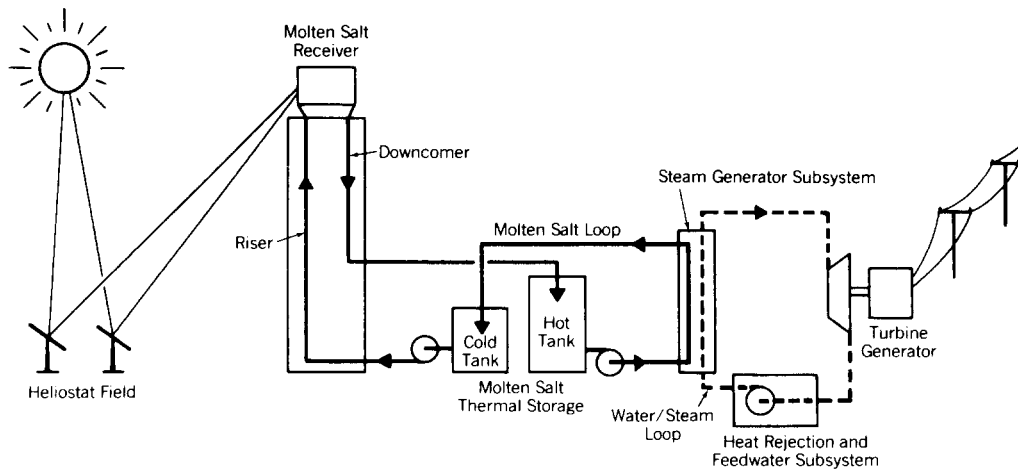 Molten Salt
Receiver
Downcomer
Steam Generator Subsystem
Riser
Molten Salt Loop
Cold
Tank
Hot
Tank
Turbine
Generator
Heliostat Field
Molten Salt
Thermal Storage
Water/Steam
Loop
Heat Rejection and
Feedwater Subsystem